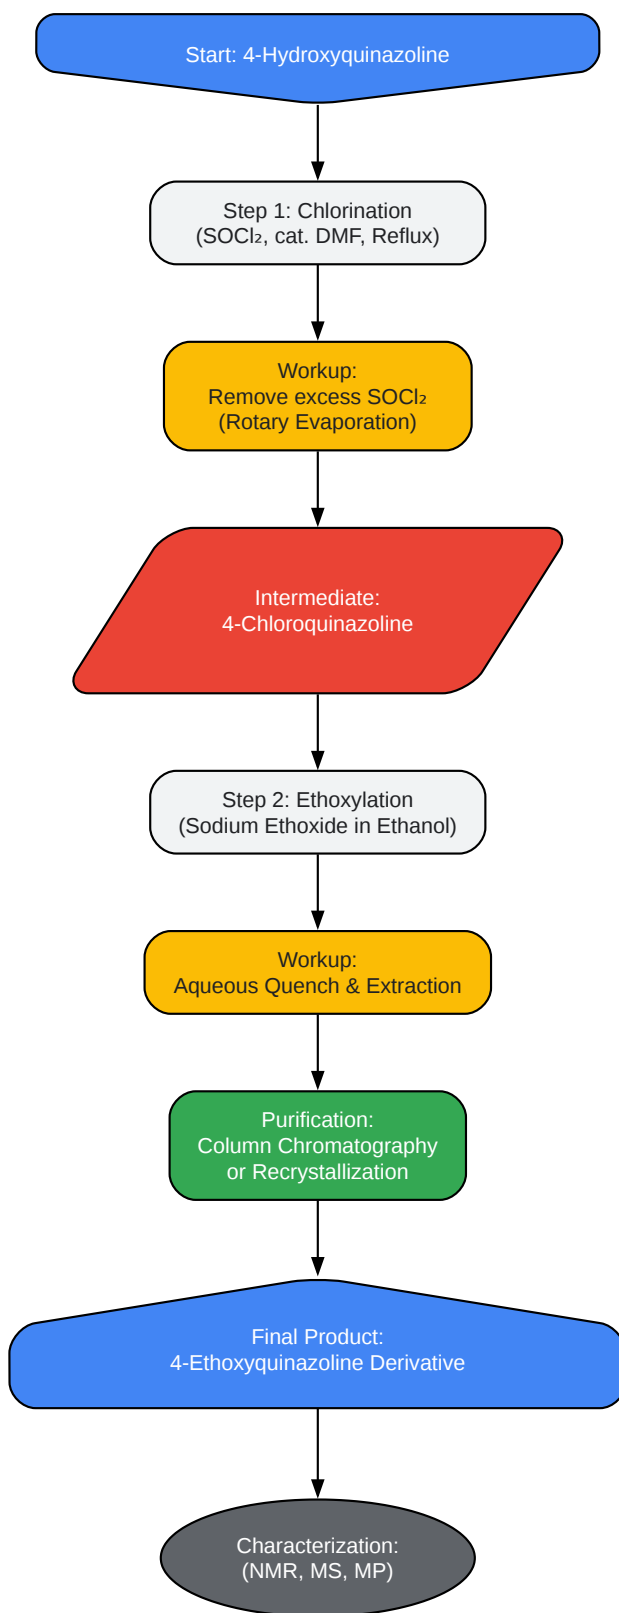 Start: 4-Hydroxyquinazoline
Step 1: Chlorination
(SOCl₂, cat. DMF, Reflux)
Workup:
Remove excess SOCl₂
(Rotary Evaporation)
Intermediate:
4-Chloroquinazoline
Step 2: Ethoxylation
(Sodium Ethoxide in Ethanol)
Workup:
Aqueous Quench & Extraction
Purification:
Column Chromatography
or Recrystallization
Final Product:
4-Ethoxyquinazoline Derivative
Characterization:
(NMR, MS, MP)